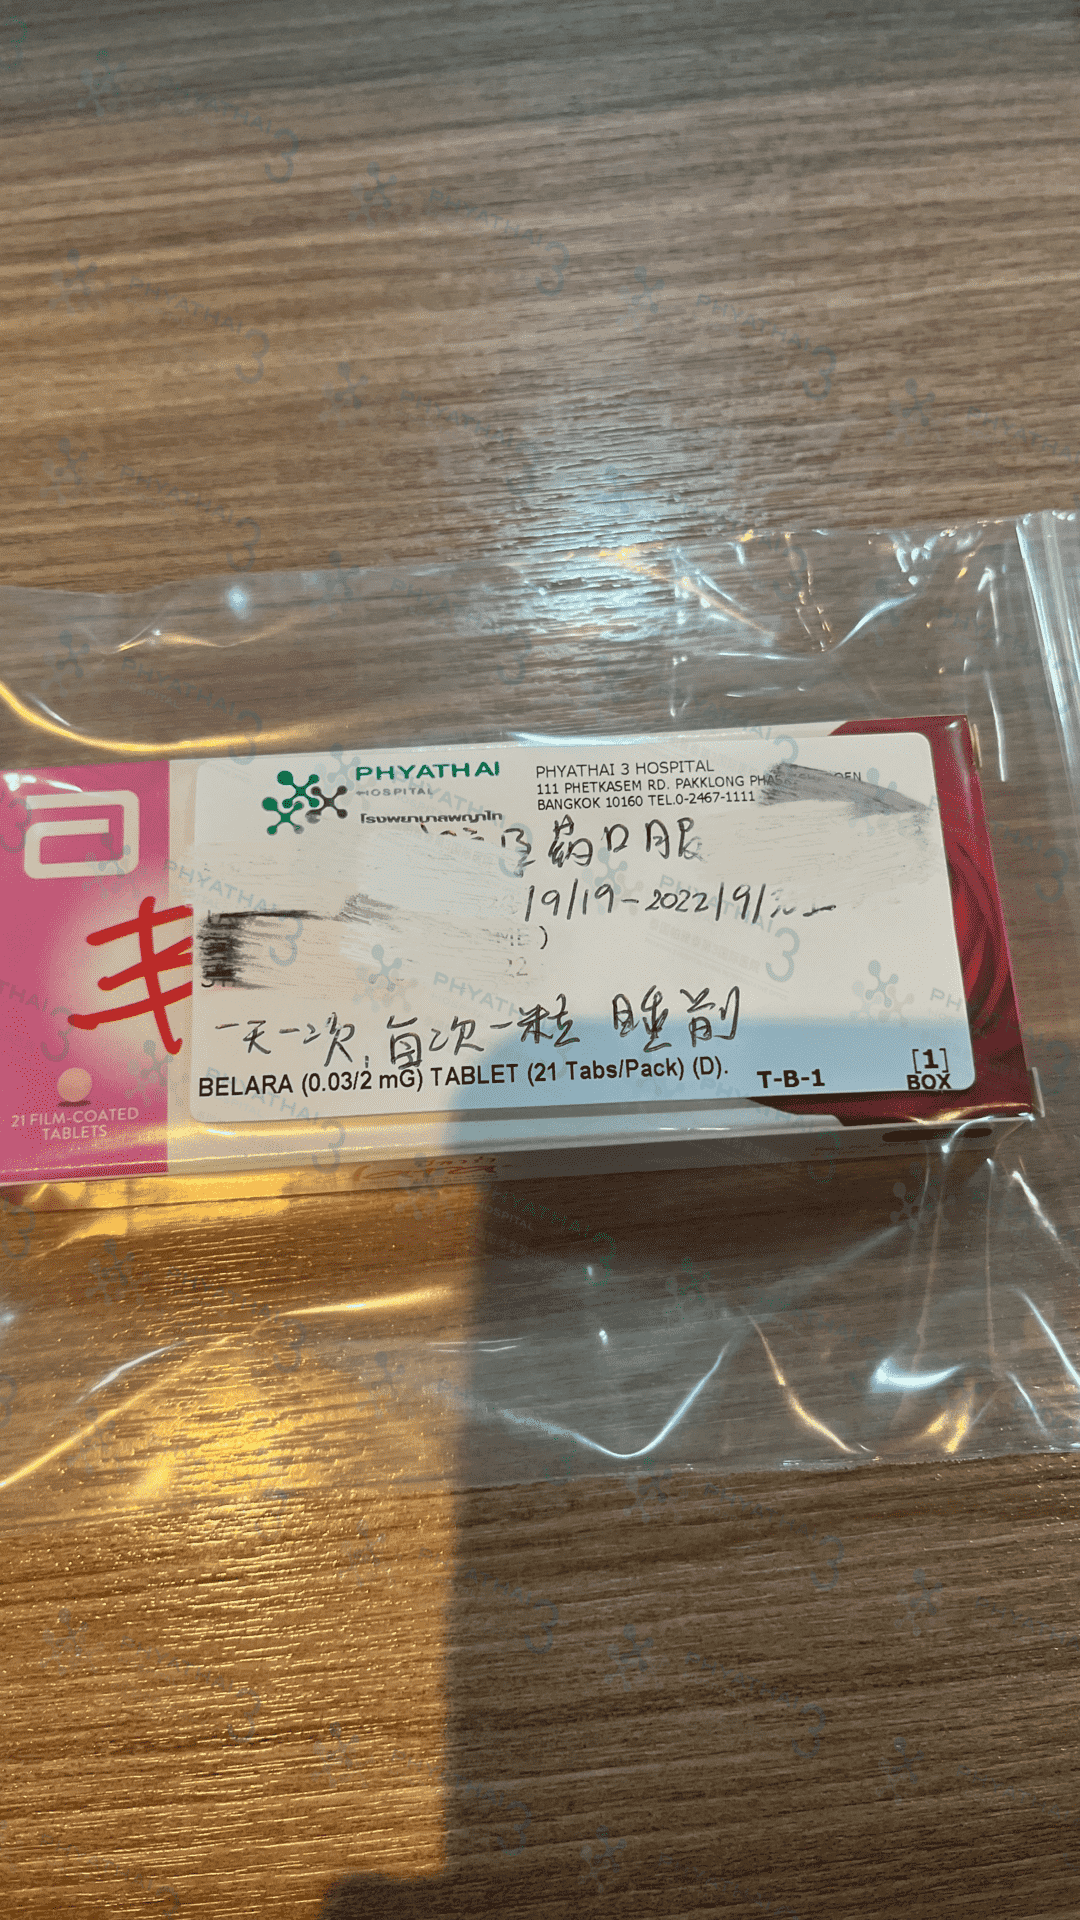 PHYATHAI
HOSPITAL
โรงพยาบาลพญาไท
PHYATHAI 3 HOSPITAL
111 PHETKASEM RD. PAKKLONG
BANGKOK 10160 TEL.0-2467-1111
药口服
19/19-2022/9/
一天一次, 每次一粒 睡前
BELARA (0.03/2 mG) TABLET (21 Tabs/Pack) (D). T-B-1 [1] BOX
21 FILM-COATED
TABLETS